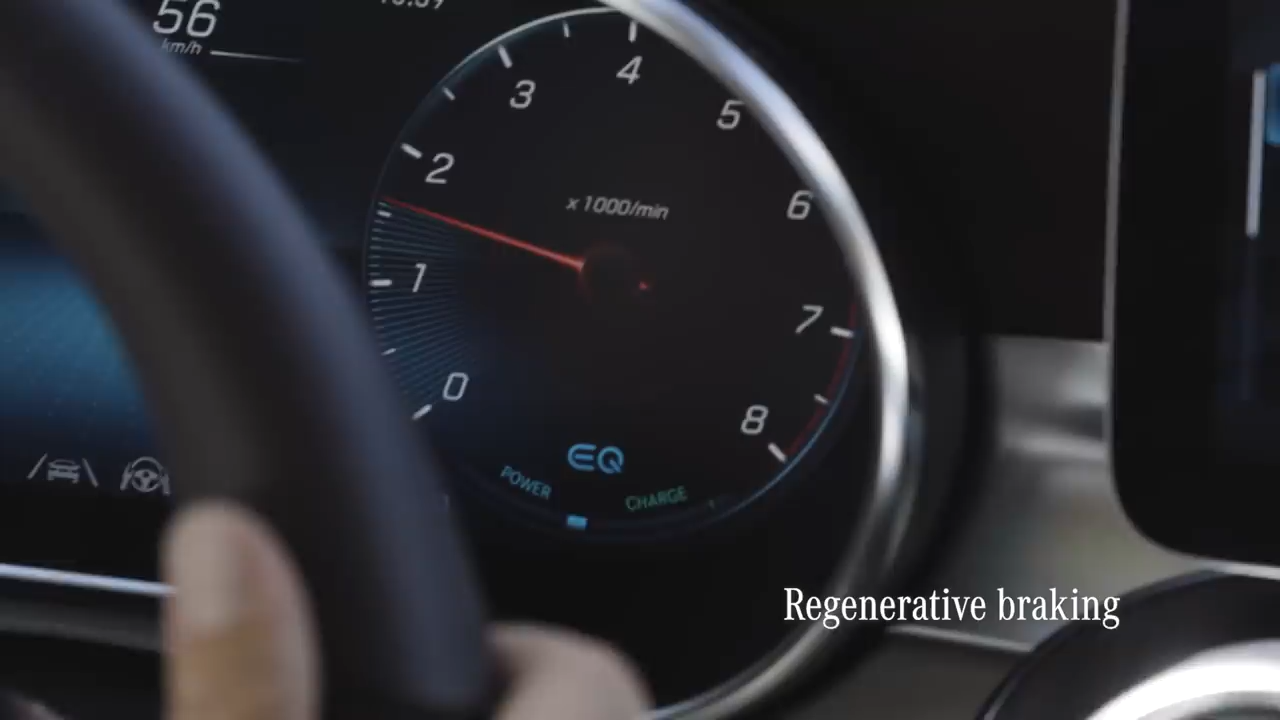 56
km/h
4
3
5
2
6
x 1000/min
1
7
0
8
EQ
POWER
CHARGE
Regenerative braking